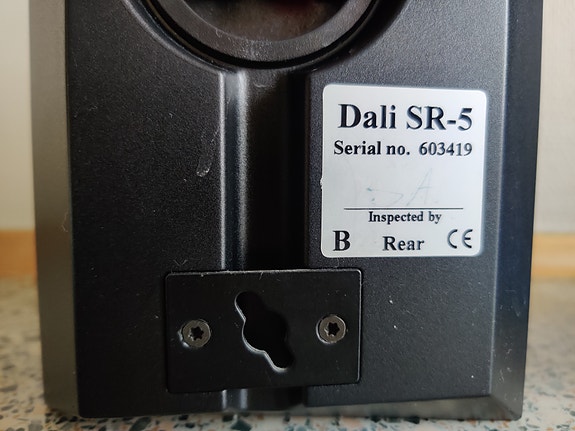 Dali SR-5
Serial no. 603419
Inspected by
B Rear CE